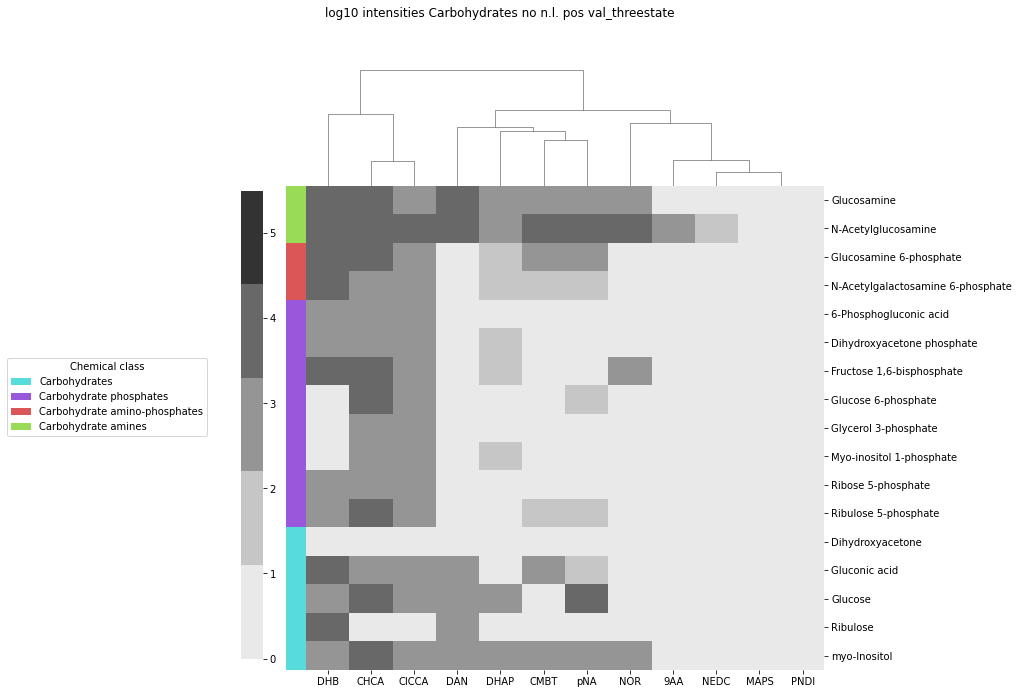 log10 intensities Carbohydrates no n.l. pos val_threestate
5
4
3
2
1
0
Chemical class
Carbohydrates
Carbohydrate phosphates
Carbohydrate amino-phosphates
Carbohydrate amines
Glucosamine
N-Acetylglucosamine
Glucosamine 6-phosphate
N-Acetylgalactosamine 6-phosphate
6-Phosphogluconic acid
Dihydroxyacetone phosphate
Fructose 1,6-bisphosphate
Glucose 6-phosphate
Glycerol 3-phosphate
Myo-inositol 1-phosphate
Ribose 5-phosphate
Ribulose 5-phosphate
Dihydroxyacetone
Gluconic acid
Glucose
Ribulose
myo-Inositol
DHB CHCA ClCCA DAN DHAP CMBT pNA NOR 9AA NEDC MAPS PNDI